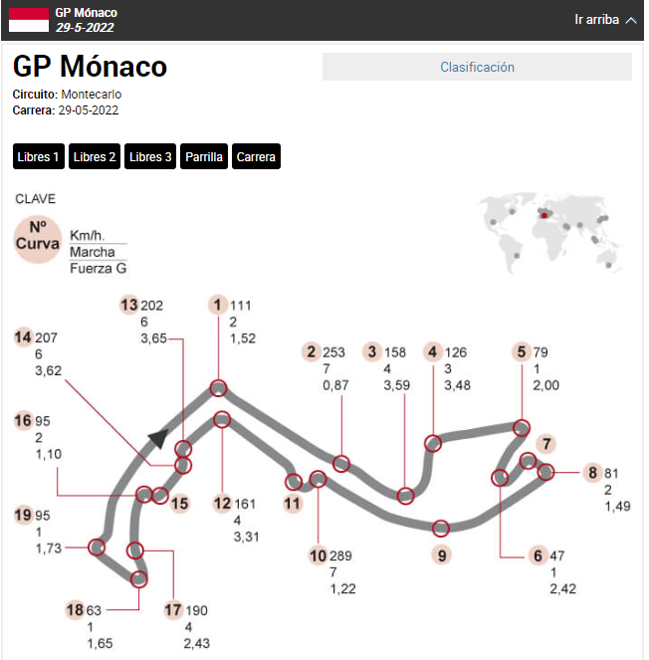 GP Mónaco
29-5-2022
Ir arriba
GP Mónaco
Clasificación
Circuito: Montecarlo
Carrera: 29-05-2022
Libres 1
Libres 2
Libres 3
Parrilla
Carrera
CLAVE
Nº
Curva
Km/h.
Marcha
Fuerza G
13 202
6
3,65
1 111
2
1,52
14 207
6
3,62
2 253
7
0,87
3 158
4
3,59
4 126
3
3,48
5 79
1
2,00
16 95
2
1,10
7
8 81
2
1,49
15
12 161
4
3,31
11
19 95
1
1,73
10 289
7
1,22
9
6 47
1
2,42
18 63
1
1,65
17 190
4
2,43